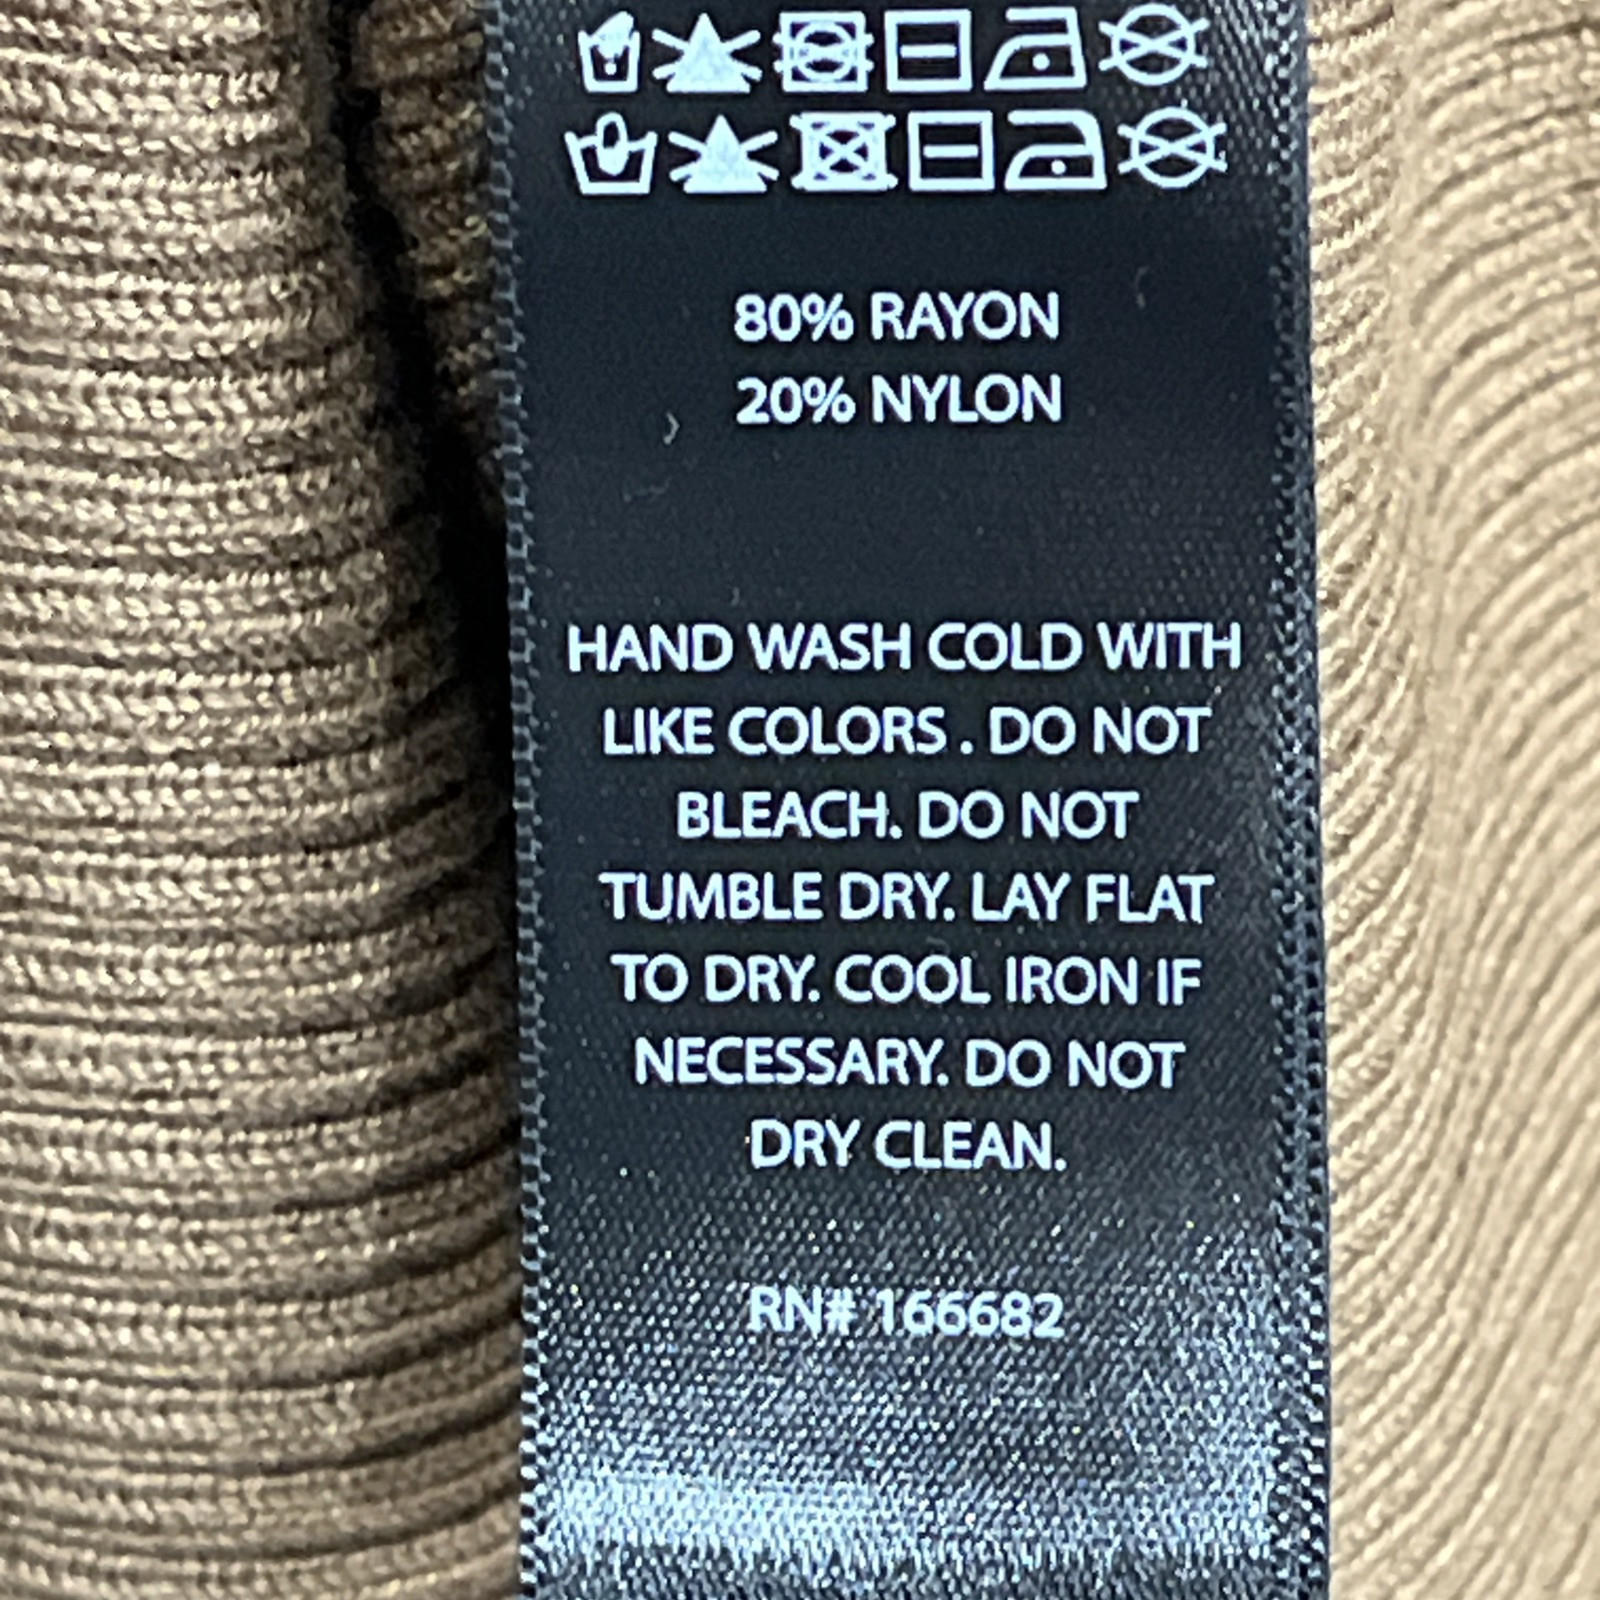 80% RAYON
20% NYLON
HAND WASH COLD WITH
LIKE COLORS . DO NOT
BLEACH. DO NOT
TUMBLE DRY. LAY FLAT
TO DRY. COOL IRON IF
NECESSARY. DO NOT
DRY CLEAN.
RN# 166682